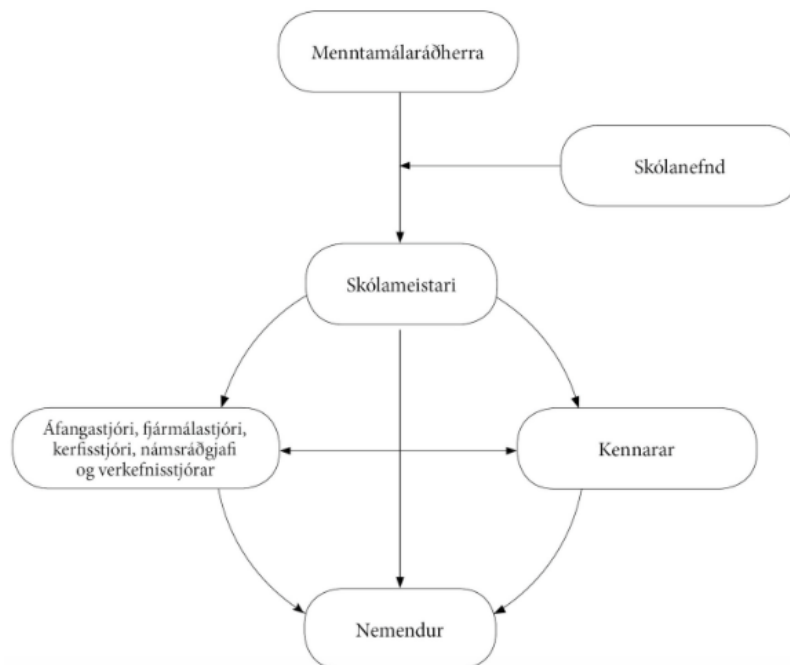 Menntamálaráðherra
Skólanefnd
Skólameistari
Áfangastjóri, fjármálastjóri,
kerfisstjóri, námsráðgjafi
og verkefnisstjórar
Kennarar
Nemendur